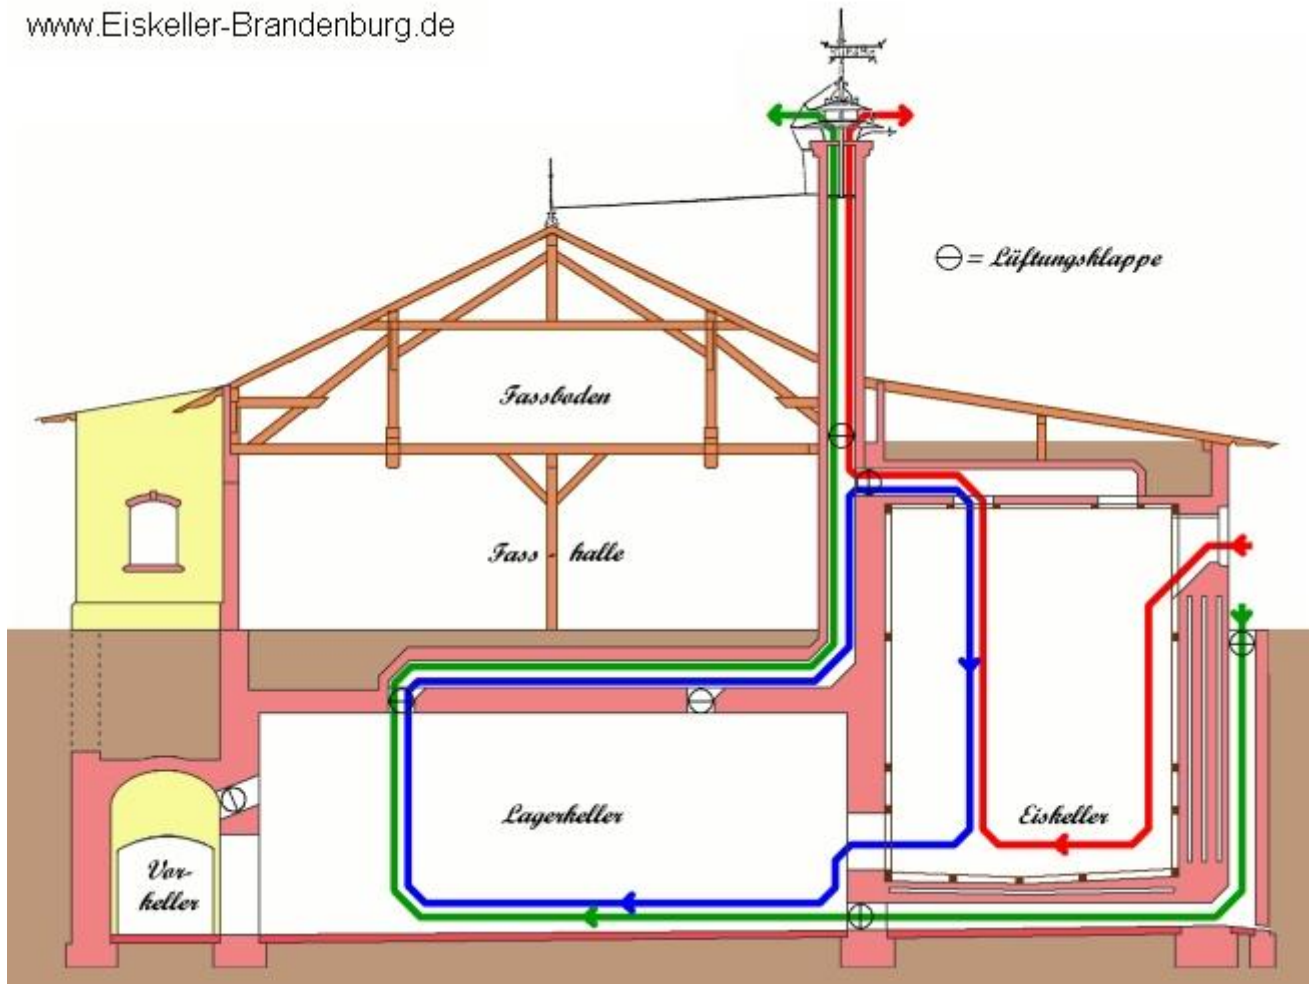 www.Eiskeller-Brandenburg.de
= Lüftungsklappe
Fassboden
Fass - halle
Lagerkeller
Eiskeller
Vor-
keller